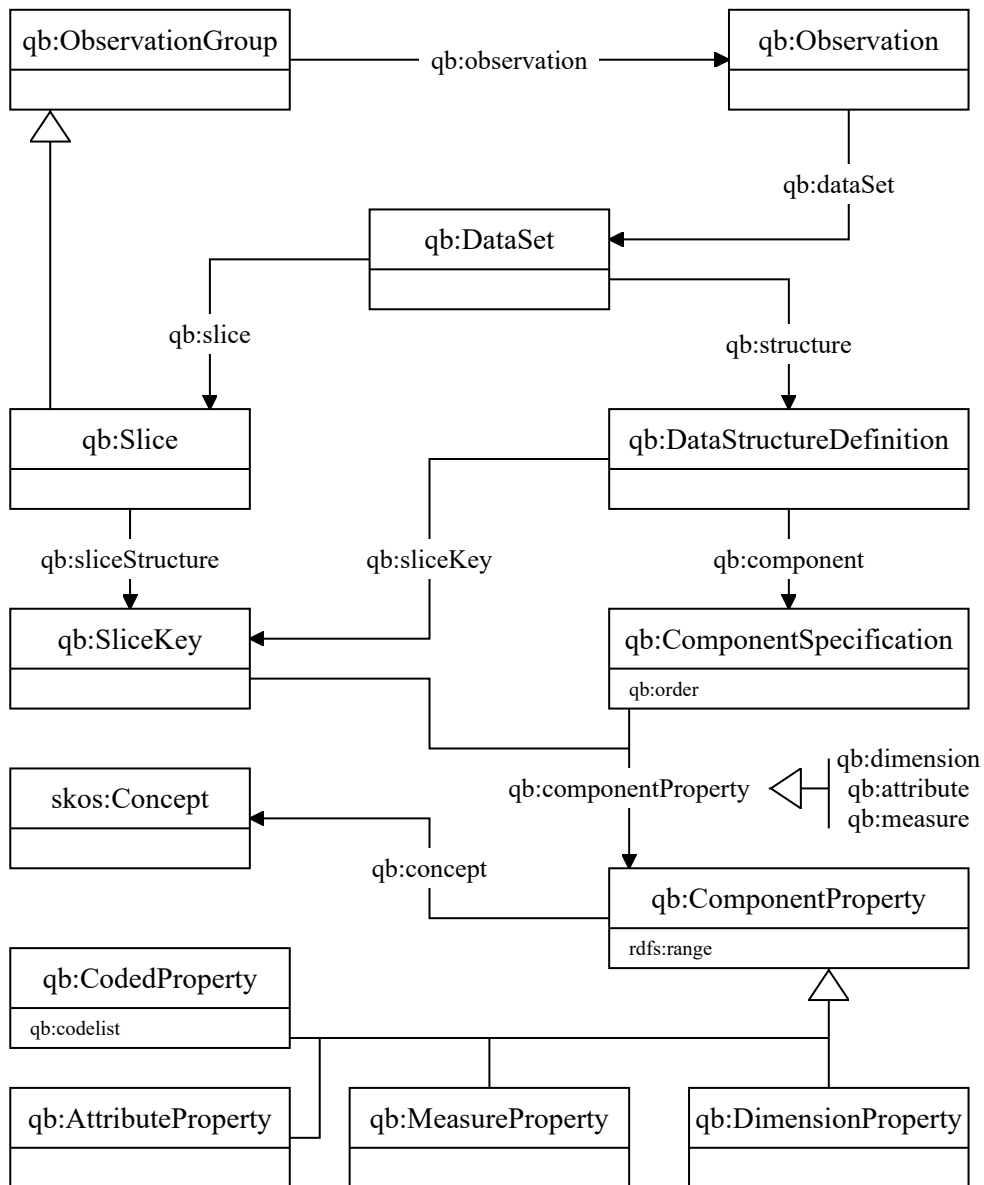 qb:ObservationGroup
qb:observation
qb:Observation
qb:dataSet
qb:DataSet
qb:slice
qb:structure
qb:Slice
qb:DataStructureDefinition
qb:sliceStructure
qb:sliceKey
qb:component
qb:SliceKey
qb:ComponentSpecification
qb:order
qb:dimension
qb:componentProperty
qb:attribute
qb:measure
skos:Concept
qb:concept
qb:ComponentProperty
rdfs:range
qb:CodedProperty
qb:codelist
qb:AttributeProperty
qb:MeasureProperty
qb:DimensionProperty